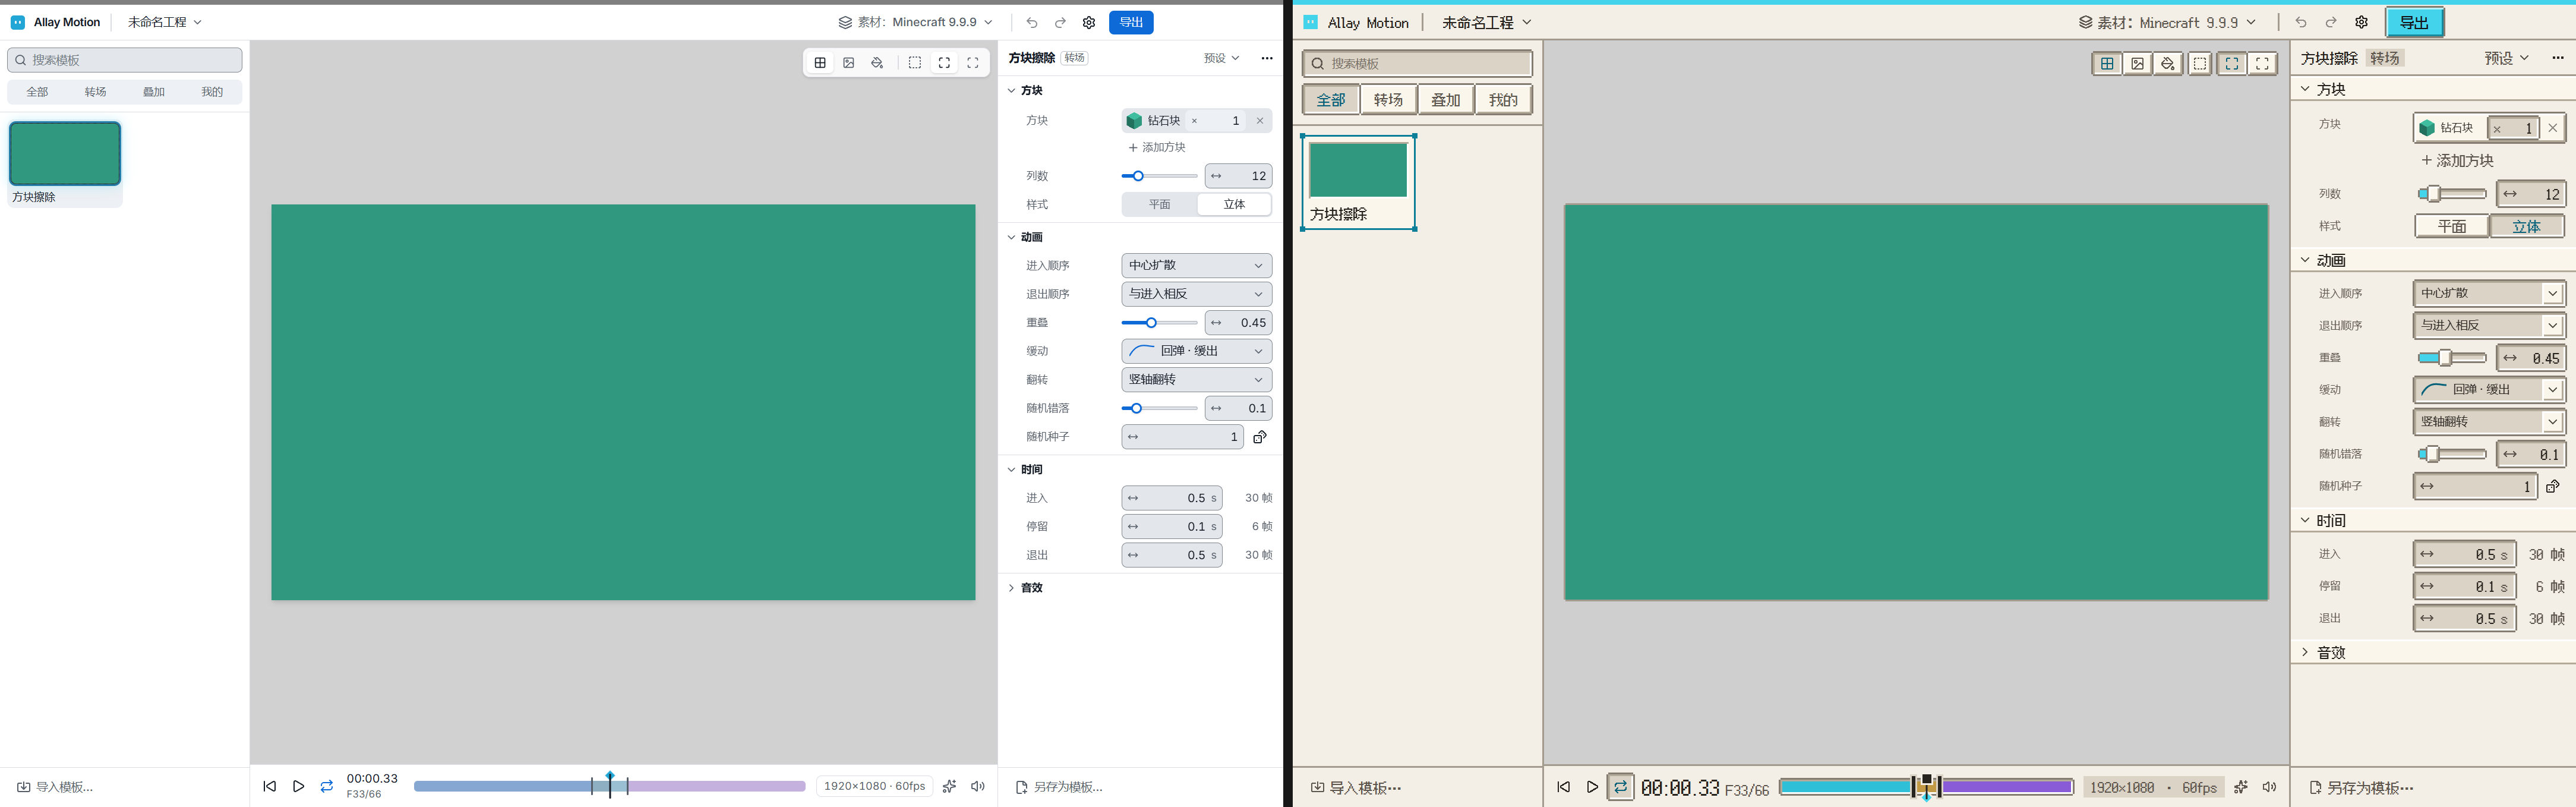 Allay Motion 未命名工程 素材: Minecraft 9.9.9 导出
搜索模板
全部 转场 叠加 我的
方块擦除
导入模板...
00:00.33
F33/66
1920×1080 · 60fps
方块擦除 转场 预设
方块
方块 钻石块 × 1 ×
+ 添加方块
列数 12
样式 平面 立体
动画
进入顺序 中心扩散
退出顺序 与进入相反
重叠 0.45
缓动 回弹 · 缓出
翻转 竖轴翻转
随机错落 0.1
随机种子 1
时间
进入 0.5 s 30 帧
停留 0.1 s 6 帧
退出 0.5 s 30 帧
音效
另存为模板...
Allay Motion 未命名工程 素材: Minecraft 9.9.9 导出
搜索模板
全部 转场 叠加 我的
方块擦除
导入模板...
00:00.33 F33/66
1920×1080 · 60fps
方块擦除 转场 预设
方块
方块 钻石块 × 1 ×
+ 添加方块
列数 12
样式 平面 立体
动画
进入顺序 中心扩散
退出顺序 与进入相反
重叠 0.45
缓动 回弹 · 缓出
翻转 竖轴翻转
随机错落 0.1
随机种子 1
时间
进入 0.5 s 30 帧
停留 0.1 s 6 帧
退出 0.5 s 30 帧
音效
另存为模板...